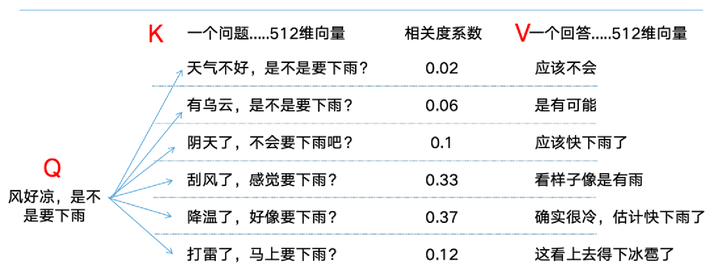 K 一个问题.....512维向量 相关度系数 V 一个回答.....512维向量
天气不好，是不是要下雨？ 0.02 应该不会
有乌云，是不是要下雨？ 0.06 是有可能
阴天了，不会要下雨吧？ 0.1 应该快下雨了
Q
刮风了，感觉要下雨？ 0.33 看样子像是有雨
风好凉，是不
是要下雨
降温了，好像要下雨？ 0.37 确实很冷，估计快下雨了
打雷了，马上要下雨？ 0.12 这看上去得下冰雹了